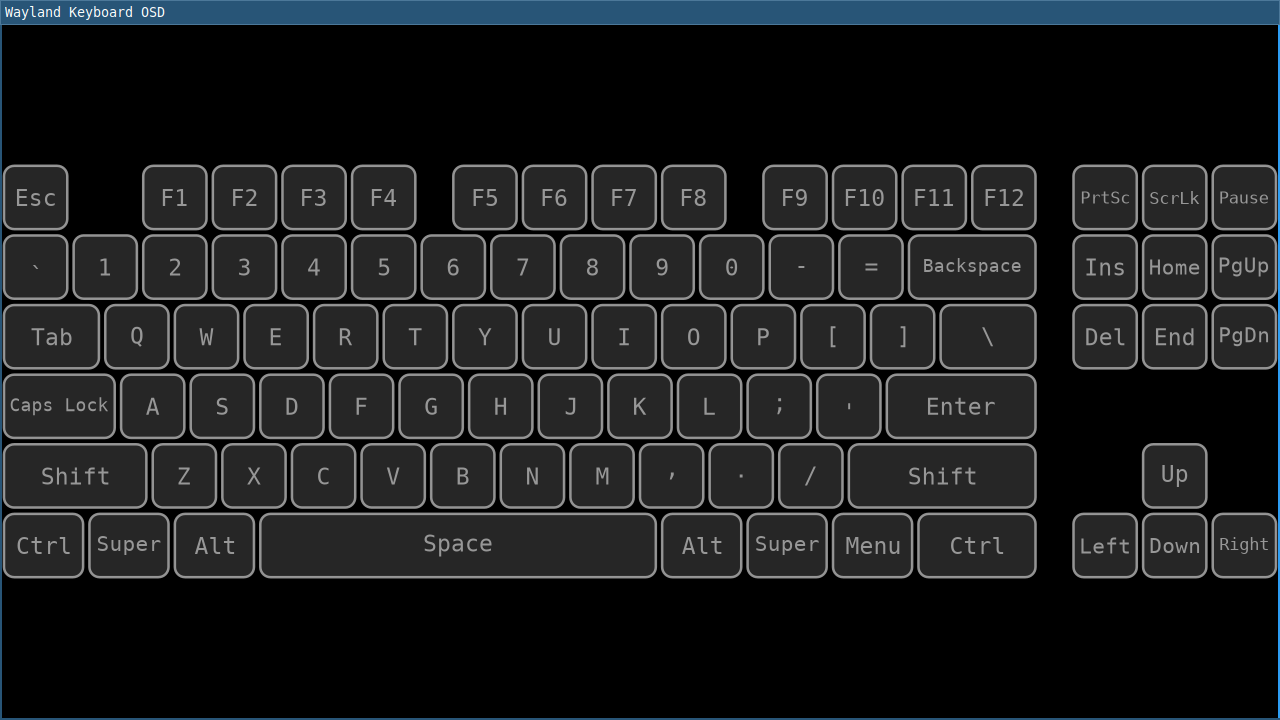 Wayland Keyboard OSD
Esc F1 F2 F3 F4 F5 F6 F7 F8 F9 F10 F11 F12 PrtSc ScrLk Pause
` 1 2 3 4 5 6 7 8 9 0 - = Backspace Ins Home PgUp
Tab Q W E R T Y U I O P [ ] \ Del End PgDn
Caps Lock A S D F G H J K L ; ' Enter
Shift Z X C V B N M , . / Shift Up
Ctrl Super Alt Space Alt Super Menu Ctrl Left Down Right